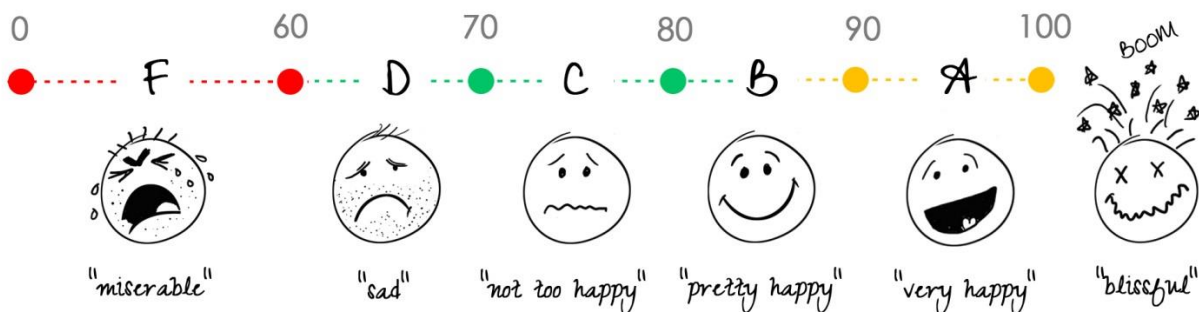 0 60 70 80 90 100
BOOM
F D C B A
"miserable" "sad" "not too happy" "pretty happy" "very happy" "blissful"